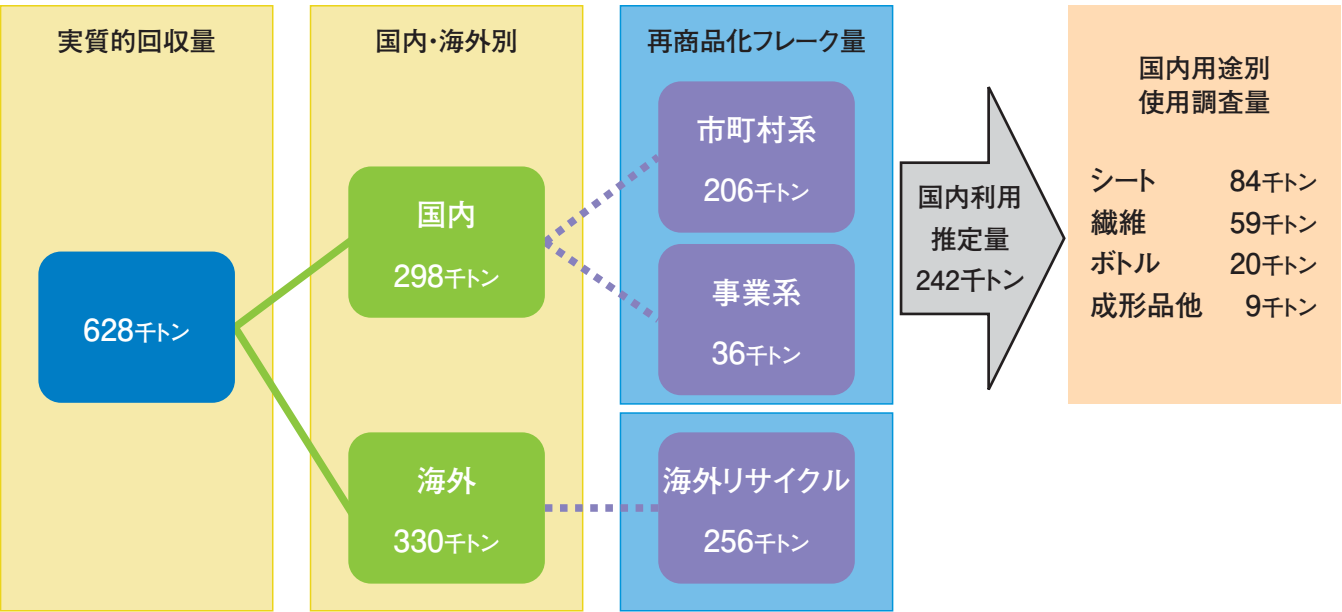 実質的回収量
628千トン
国内・海外別
国内
298千トン
海外
330千トン
再商品化フレーク量
市町村系
206千トン
事業系
36千トン
海外リサイクル
256千トン
国内利用
推定量
242千トン
国内用途別
使用調査量
シート 84千トン
繊維 59千トン
ボトル 20千トン
成形品他 9千トン